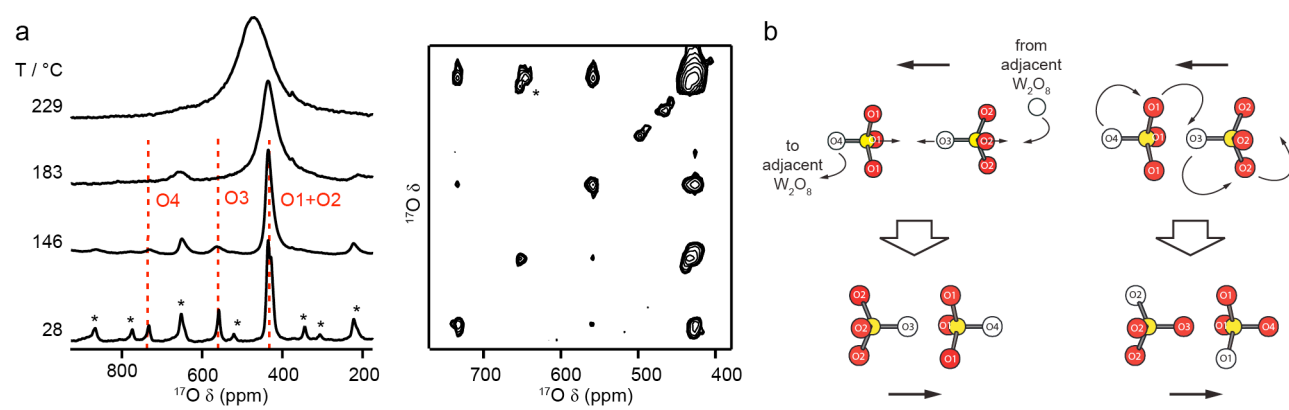 a
T / °C
229
183
146
28
O4
O3
O1+O2
*
*
*
*
*
*
*
800
600
400
200
¹⁷O δ (ppm)
¹⁷O δ
*
700
600
500
400
¹⁷O δ (ppm)
b
from
adjacent
W₂O₈
to
adjacent
W₂O₈
O1
O4
O1
O1
O2
O3
O2
O2
O1
O4
O1
O1
O2
O3
O2
O2
O2
O2
O3
O2
O1
O1
O4
O1
O2
O2
O3
O2
O1
O1
O4
O1